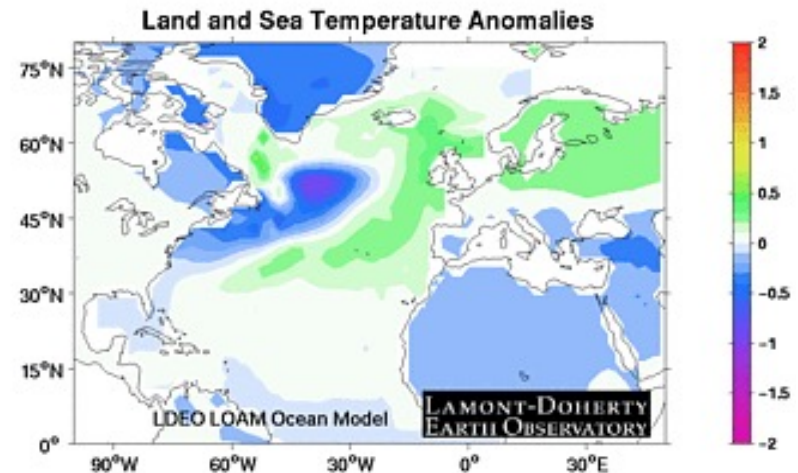 Land and Sea Temperature Anomalies
75°N
60°N
45°N
30°N
15°N
0°
90°W
60°W
30°W
0°
30°E
2
1.5
1
0.5
0
−0.5
−1
−1.5
−2
LDEO LOAM Ocean Model
LAMONT-DOHERTY
EARTH OBSERVATORY